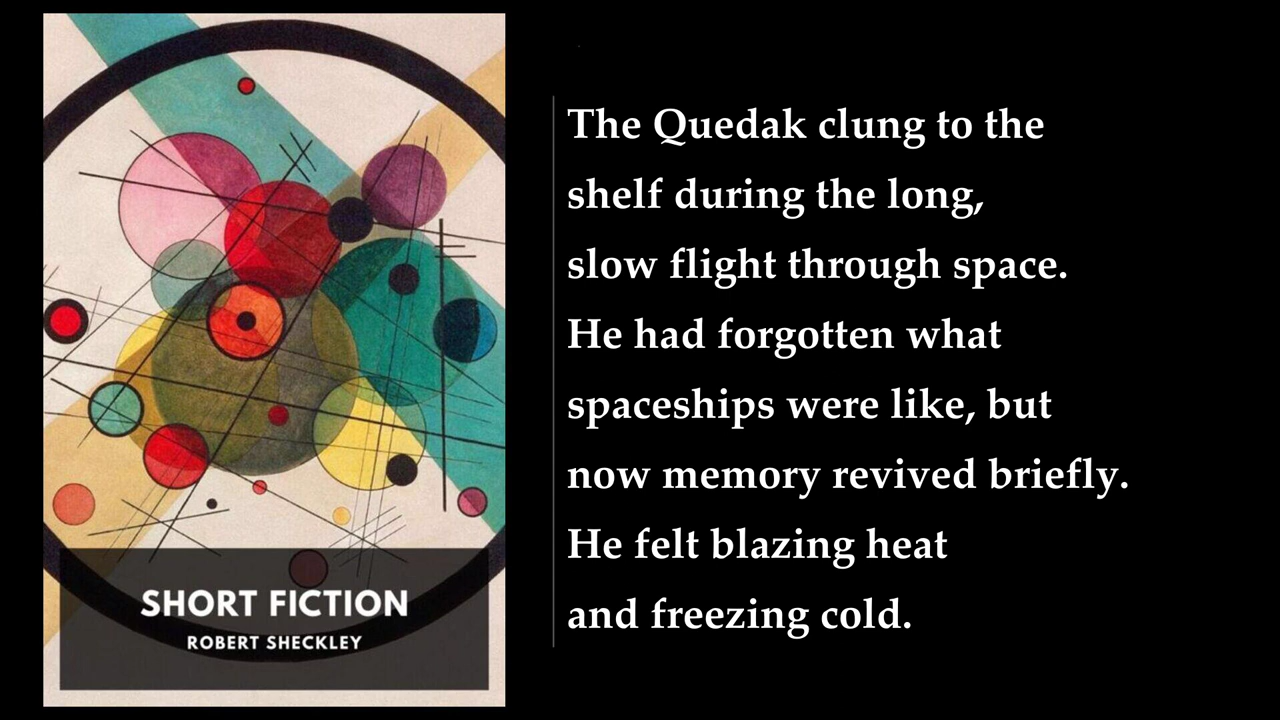 SHORT FICTION
ROBERT SHECKLEY
The Quedak clung to the
shelf during the long,
slow flight through space.
He had forgotten what
spaceships were like, but
now memory revived briefly.
He felt blazing heat
and freezing cold.